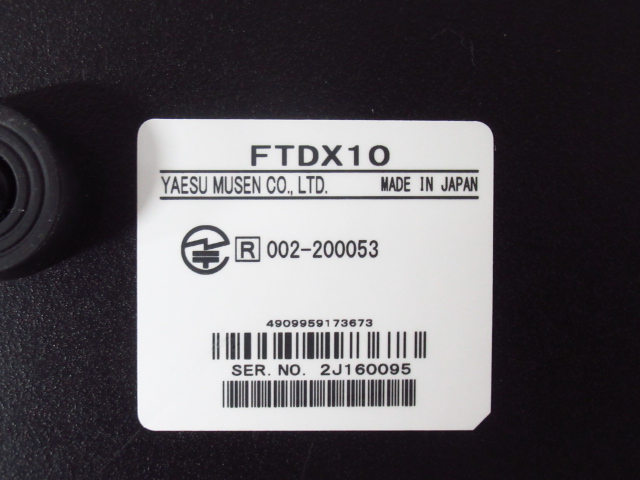 FTDX10
YAESU MUSEN CO., LTD. MADE IN JAPAN
R 002-200053
4909959173673
SER. NO. 2J160095